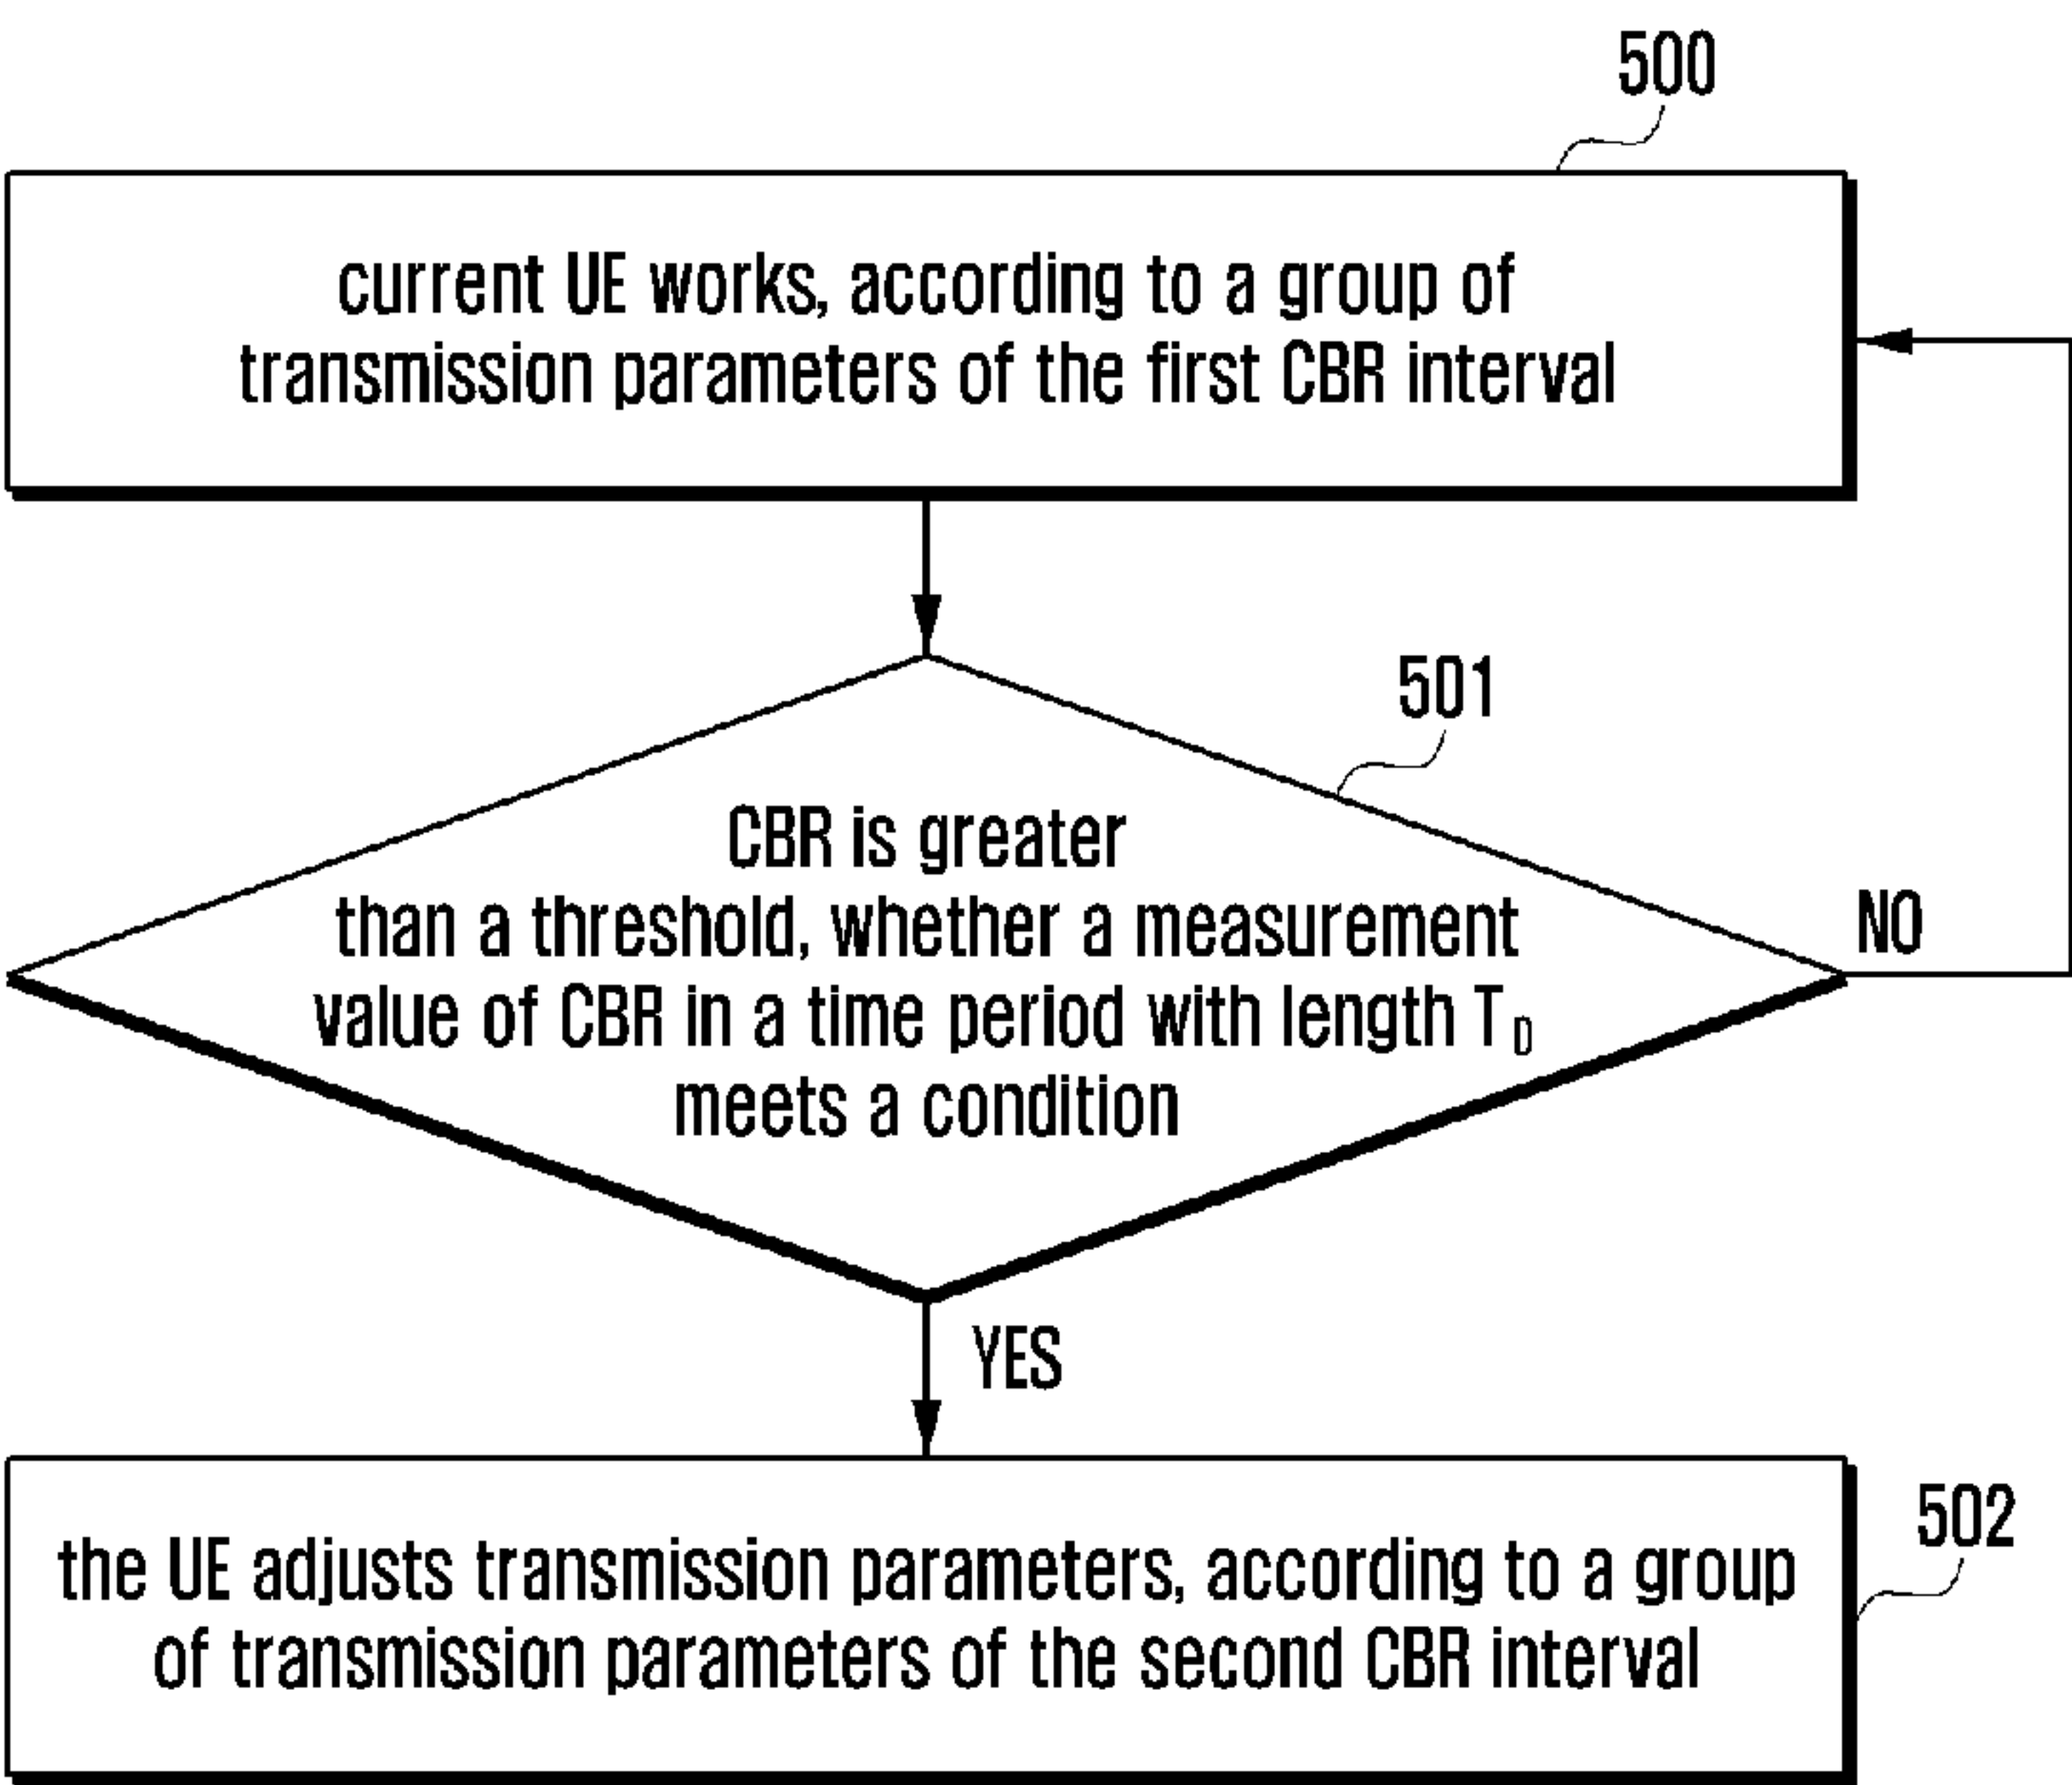 500
current UE works, according to a group of
transmission parameters of the first CBR interval
501
CBR is greater
than a threshold, whether a measurement
value of CBR in a time period with length T_D
meets a condition
NO
YES
502
the UE adjusts transmission parameters, according to a group
of transmission parameters of the second CBR interval